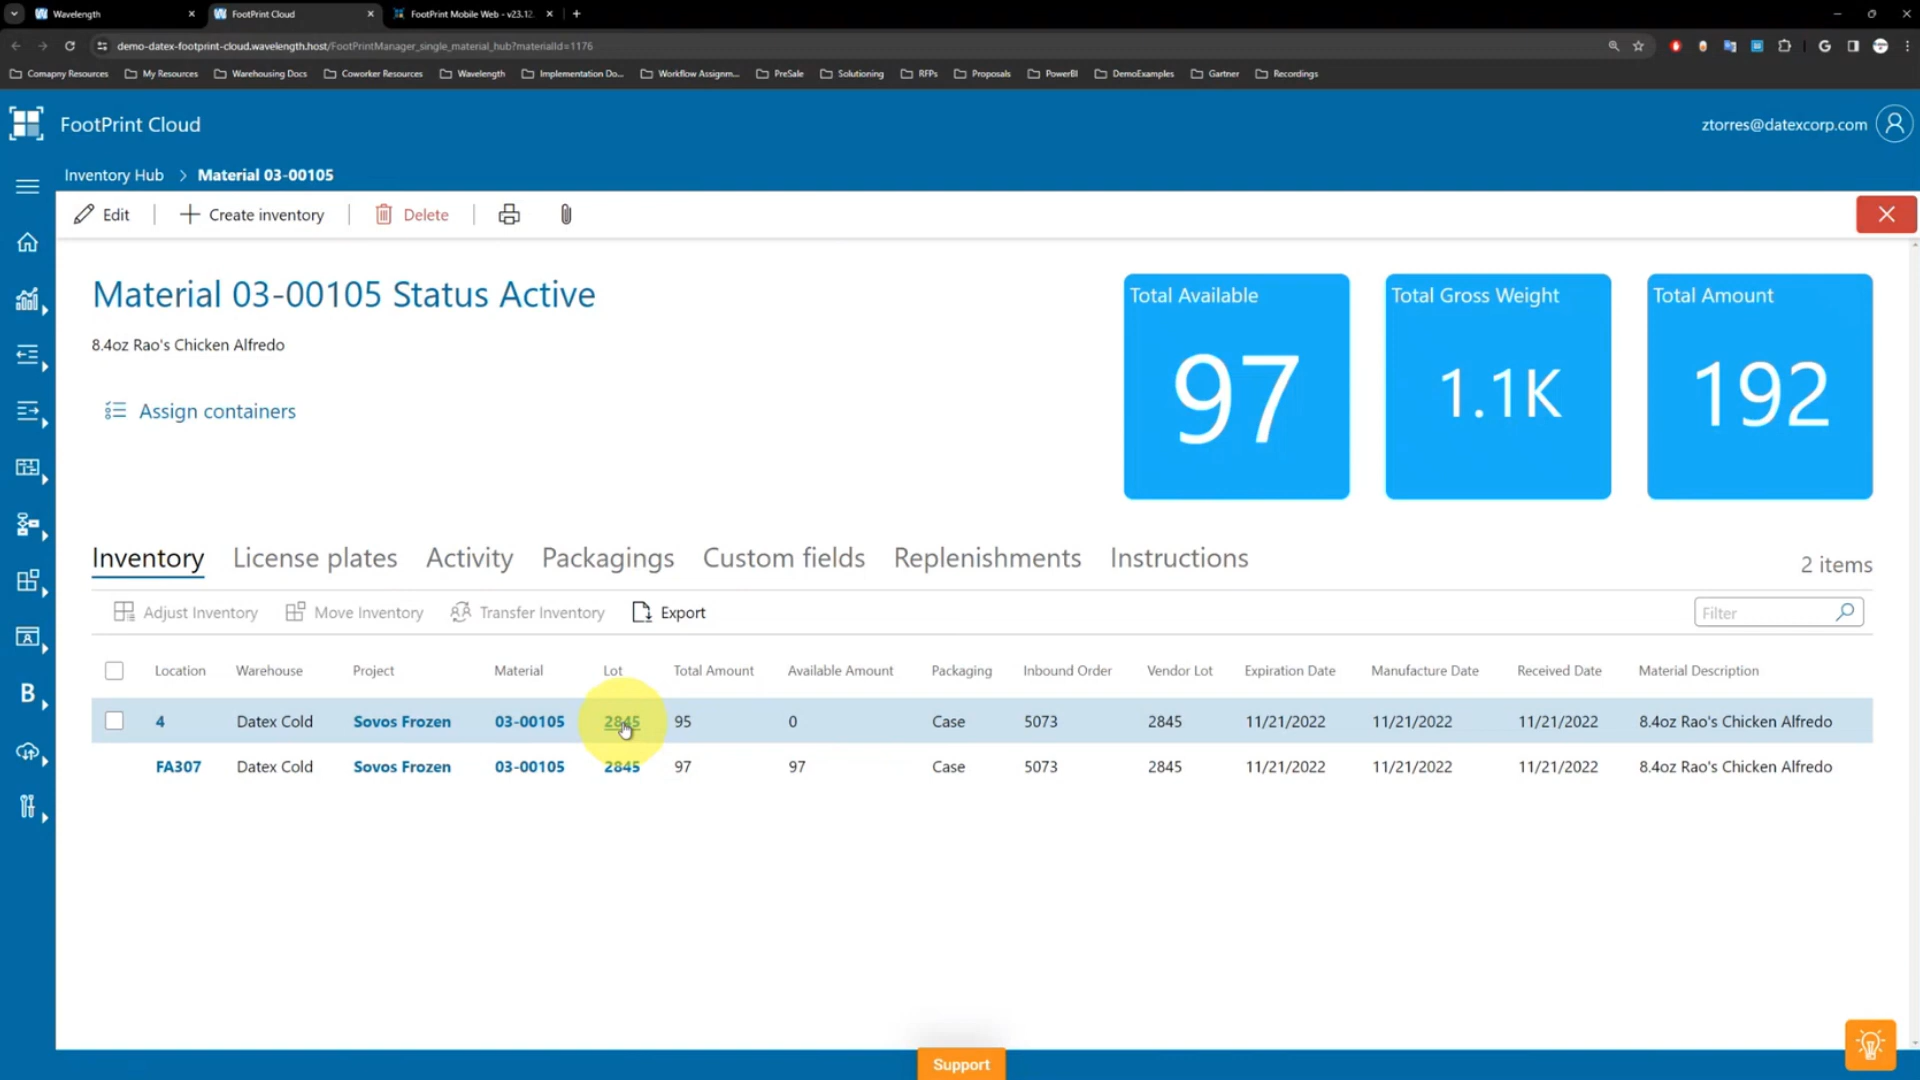 Wavelength
FootPrint Cloud
FootPrint Mobile Web - v23.12.
demo-datex-footprint-cloud.wavelength.host/FootPrintManager_single_material_hub?materialId=1176
Comapny Resources
My Resources
Warehousing Docs
Coworker Resources
Wavelength
Implementation Do...
Workflow Assignm...
PreSale
Solutioning
RFPs
Proposals
PowerBI
DemoExamples
Gartner
Recordings
FootPrint Cloud
ztorres@datexcorp.com
Inventory Hub > Material 03-00105
Edit
Create inventory
Delete
Material 03-00105 Status Active
8.4oz Rao's Chicken Alfredo
Assign containers
Total Available
97
Total Gross Weight
1.1K
Total Amount
192
Inventory License plates Activity Packagings Custom fields Replenishments Instructions
2 items
Adjust Inventory Move Inventory Transfer Inventory Export
Filter
Location Warehouse Project Material Lot Total Amount Available Amount Packaging Inbound Order Vendor Lot Expiration Date Manufacture Date Received Date Material Description
4 Datex Cold Sovos Frozen 03-00105 2845 95 0 Case 5073 2845 11/21/2022 11/21/2022 11/21/2022 8.4oz Rao's Chicken Alfredo
FA307 Datex Cold Sovos Frozen 03-00105 2845 97 97 Case 5073 2845 11/21/2022 11/21/2022 11/21/2022 8.4oz Rao's Chicken Alfredo
B
Support